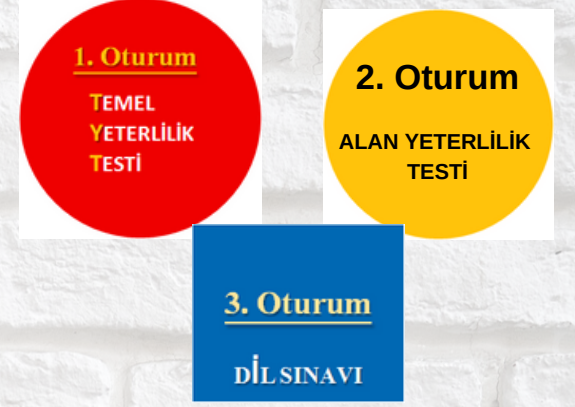 1. Oturum
TEMEL
YETERLİLİK
TESTİ
2. Oturum
ALAN YETERLİLİK
TESTİ
3. Oturum
DİL SINAVI